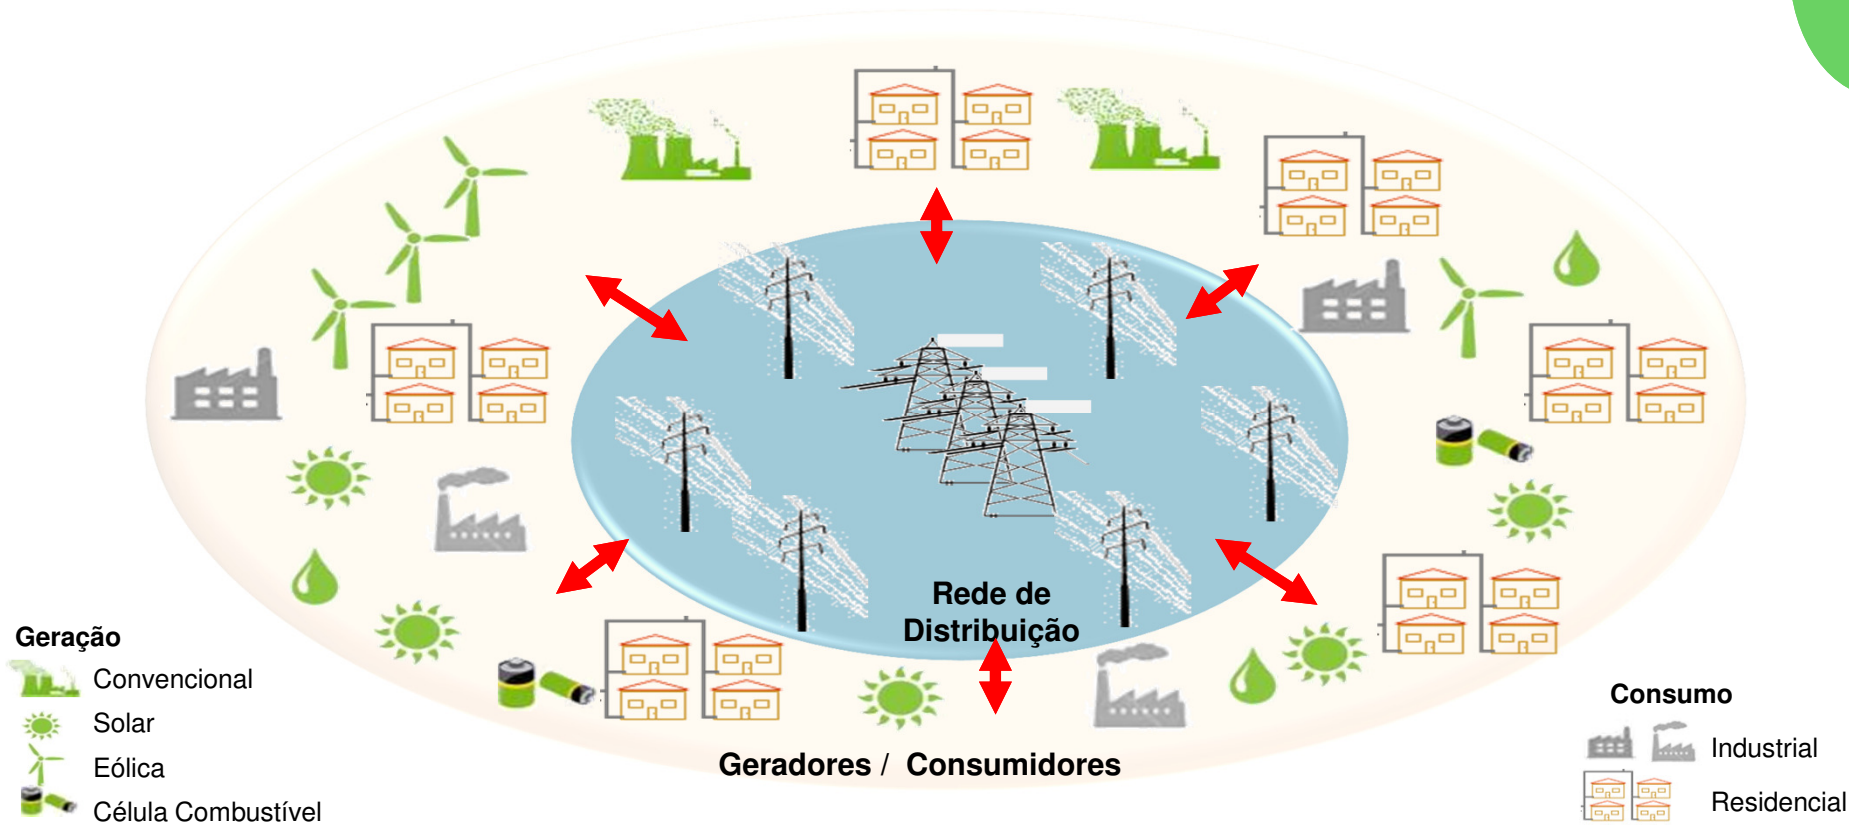 Rede de
Distribuição
Geradores / Consumidores
Geração
Convencional
Solar
Eólica
Célula Combustível
Consumo
Industrial
Residencial